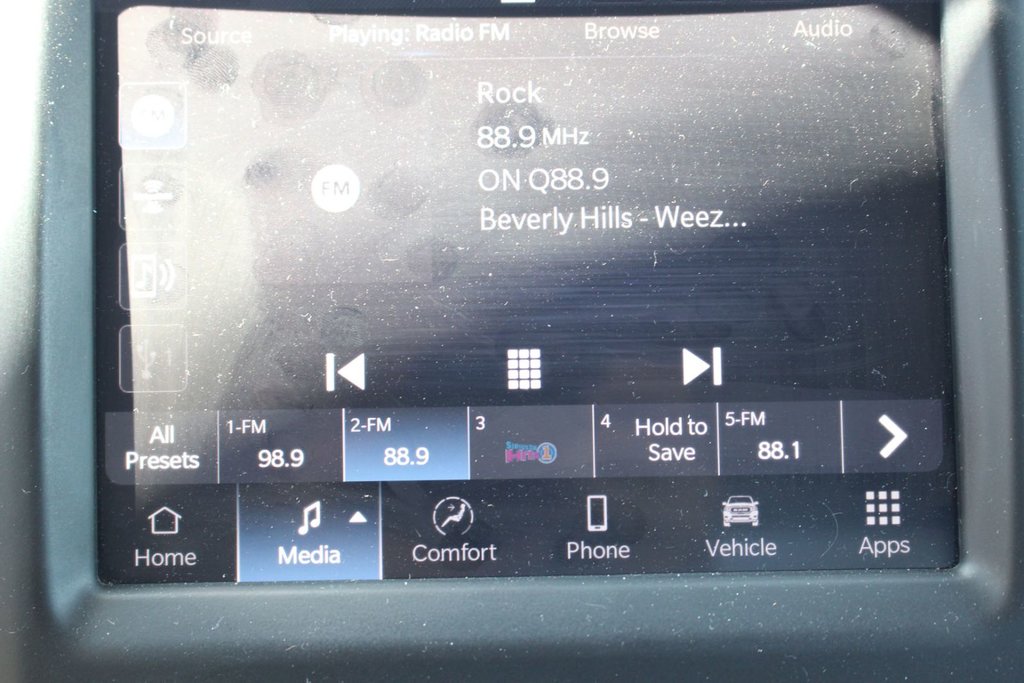 Source
Playing: Radio FM
Browse
Audio
FM
Rock
88.9 MHz
ON Q88.9
FM
Beverly Hills - Weez...
All
Presets
1-FM
98.9
2-FM
88.9
3
4
Hold to
Save
5-FM
88.1
Home
Media
Comfort
Phone
Vehicle
Apps